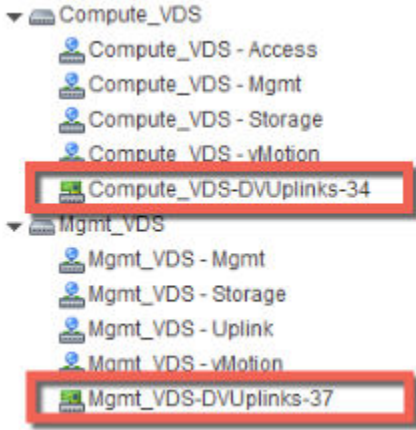 Compute_VDS
Compute_VDS - Access
Compute_VDS - Mgmt
Compute_VDS - Storage
Compute_VDS - vMotion
Compute_VDS-DVUplinks-34
Mgmt_VDS
Mgmt_VDS - Mgmt
Mgmt_VDS - Storage
Mgmt_VDS - Uplink
Mgmt_VDS - vMotion
Mgmt_VDS-DVUplinks-37